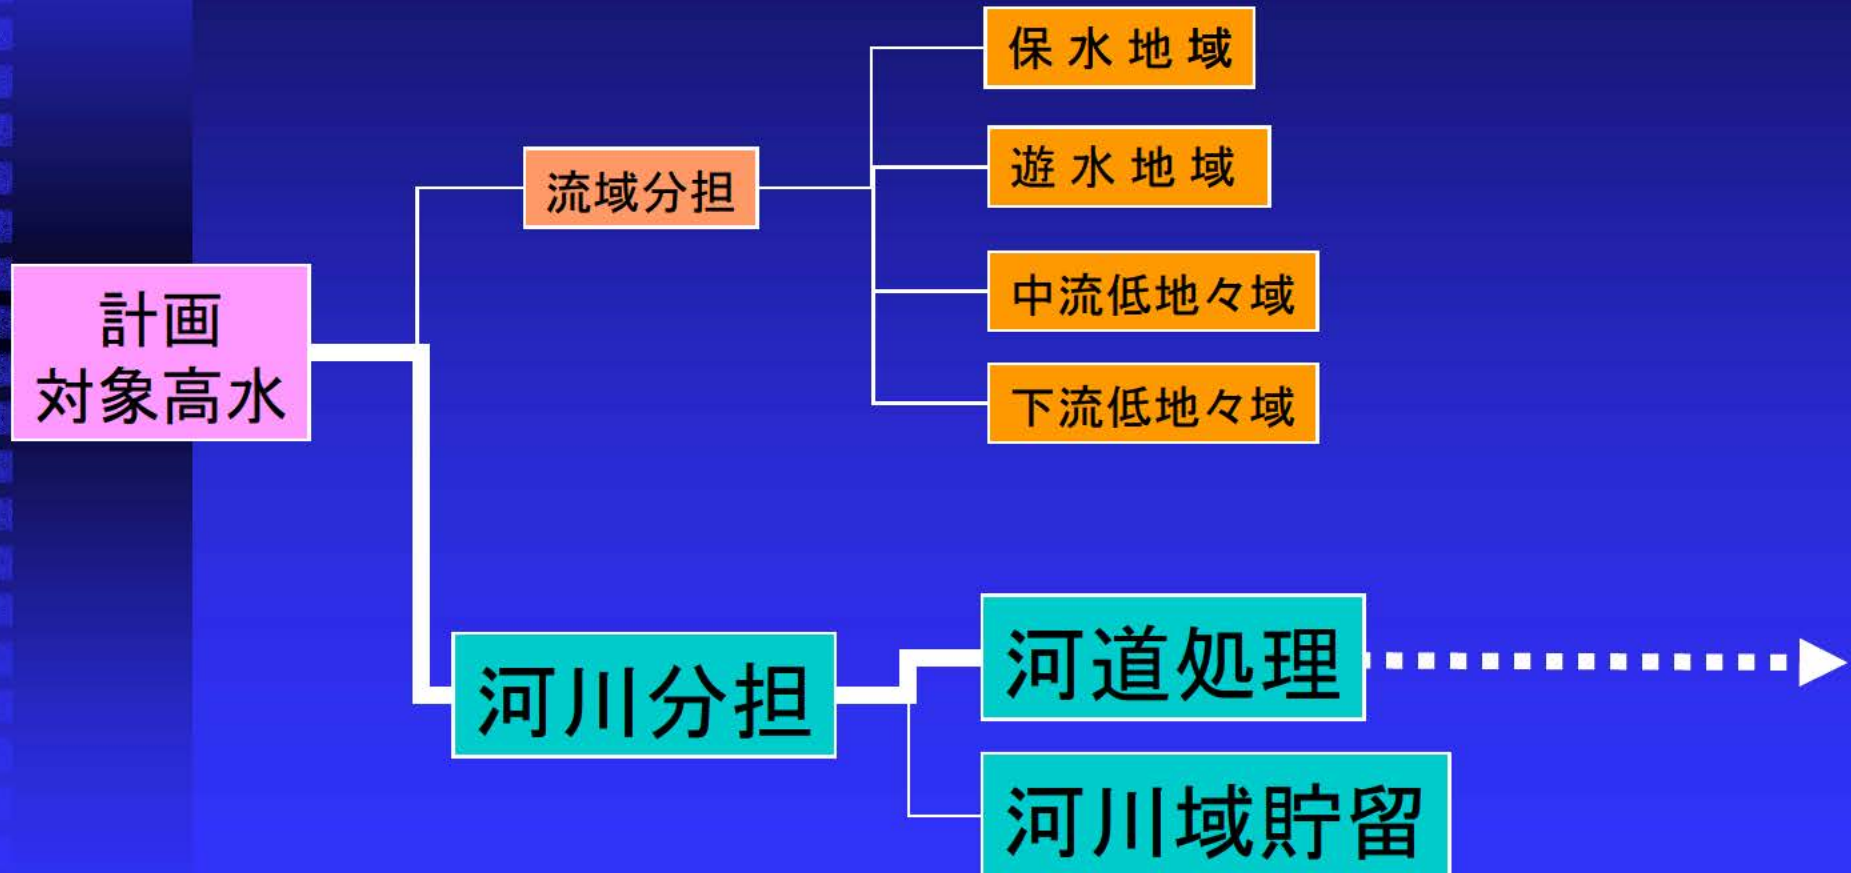 保水地域
遊水地域
流域分担
中流低地々域
計画
対象高水
下流低地々域
河川分担
河道処理
河川域貯留